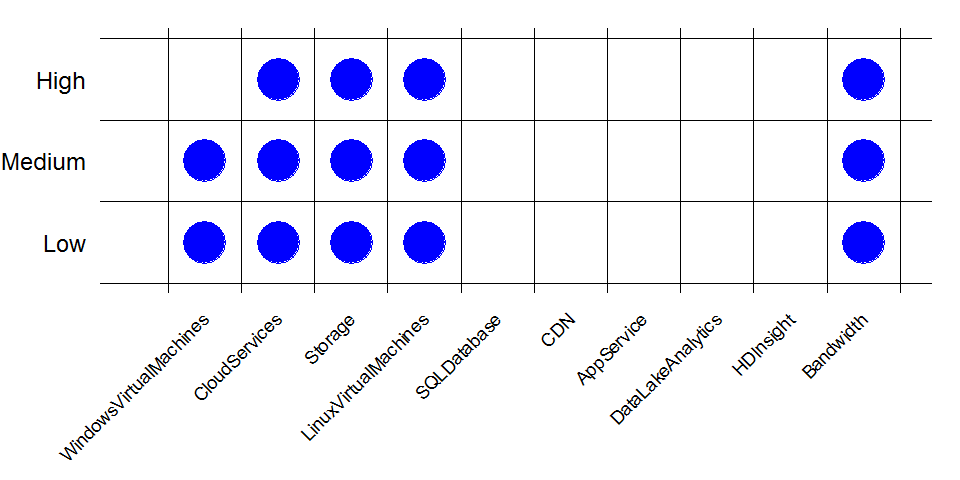 High
Medium
Low
WindowsVirtualMachines
CloudServices
Storage
LinuxVirtualMachines
SQLDatabase
CDN
AppService
DataLakeAnalytics
HDInsight
Bandwidth